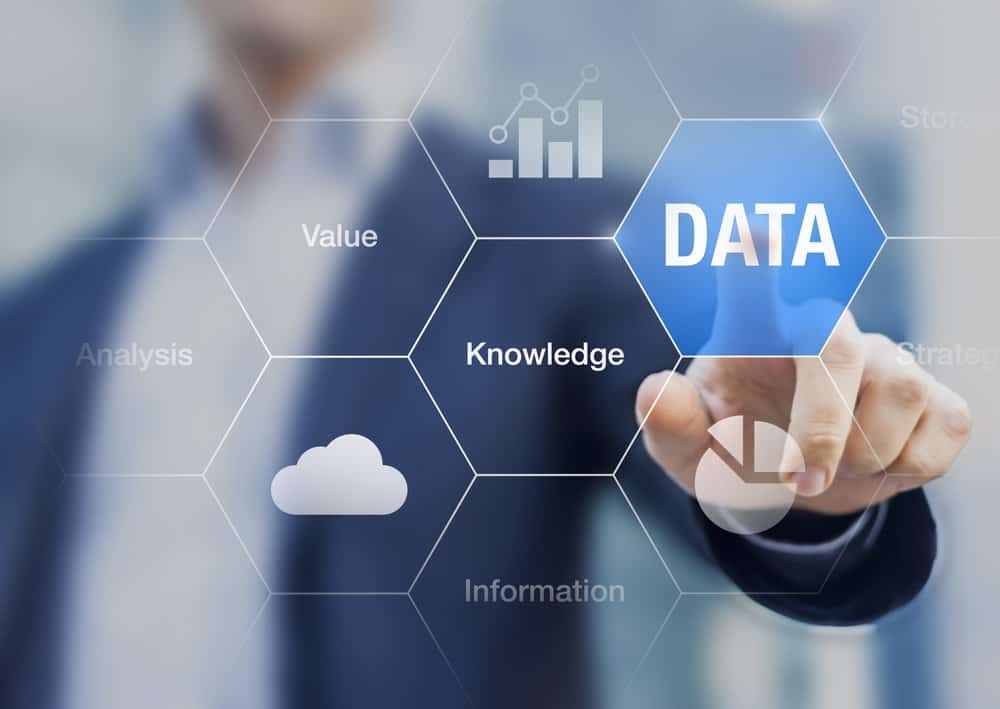 Value
DATA
Analysis
Knowledge
Information